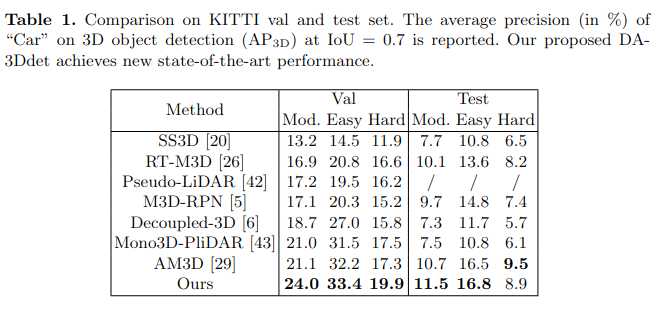 Table 1. Comparison on KITTI val and test set. The average precision (in %) of
“Car” on 3D object detection (AP3D) at IoU = 0.7 is reported. Our proposed DA-
3Ddet achieves new state-of-the-art performance.
Method Val Test
Mod. Easy Hard Mod. Easy Hard
SS3D [20] 13.2 14.5 11.9 7.7 10.8 6.5
RT-M3D [26] 16.9 20.8 16.6 10.1 13.6 8.2
Pseudo-LiDAR [42] 17.2 19.5 16.2 / / /
M3D-RPN [5] 17.1 20.3 15.2 9.7 14.8 7.4
Decoupled-3D [6] 18.7 27.0 15.8 7.3 11.7 5.7
Mono3D-PliDAR [43] 21.0 31.5 17.5 7.5 10.8 6.1
AM3D [29] 21.1 32.2 17.3 10.7 16.5 9.5
Ours 24.0 33.4 19.9 11.5 16.8 8.9